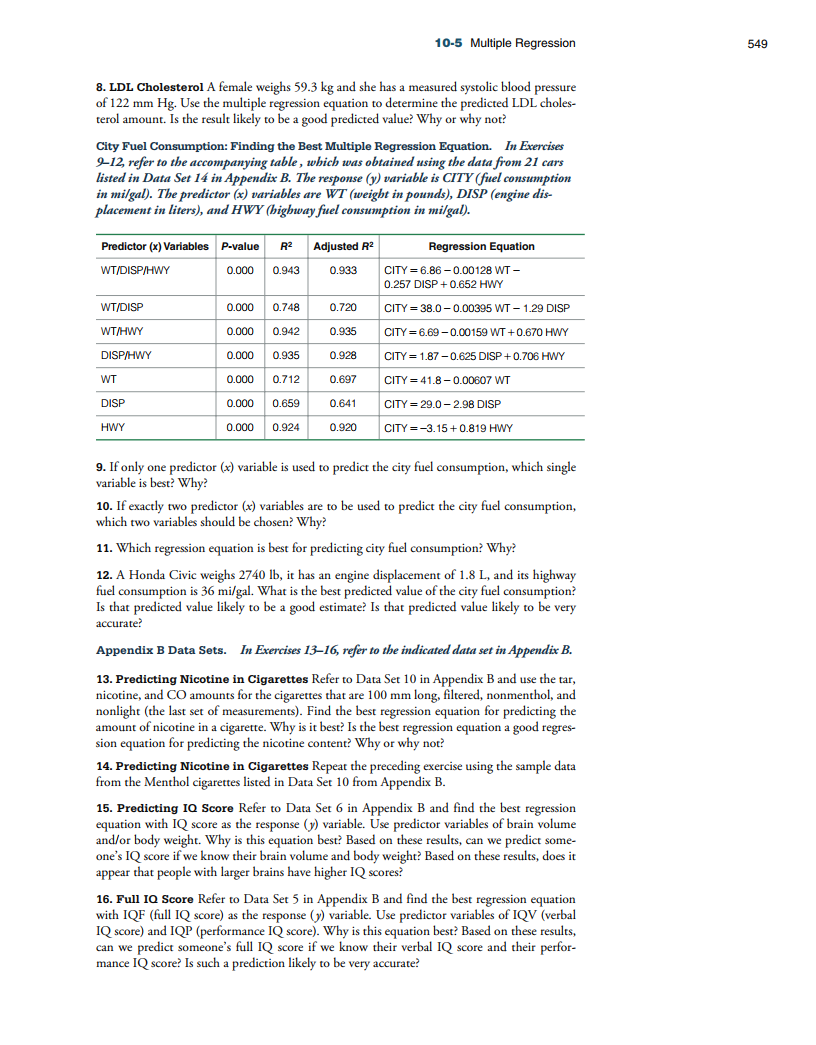 10-5 Multiple Regression 549
8. LDL Cholesterol A female weighs 59.3 kg and she has a measured systolic blood pressure
of 122 mm Hg. Use the multiple regression equation to determine the predicted LDL choles-
terol amount. Is the result likely to be a good predicted value? Why or why not?
City Fuel Consumption: Finding the Best Multiple Regression Equation. In Exercises
9–12, refer to the accompanying table , which was obtained using the data from 21 cars
listed in Data Set 14 in Appendix B. The response (y) variable is CITY (fuel consumption
in mi/gal). The predictor (x) variables are WT (weight in pounds), DISP (engine dis-
placement in liters), and HWY (highway fuel consumption in mi/gal).
Predictor (x) Variables P-value R² Adjusted R² Regression Equation
WT/DISP/HWY 0.000 0.943 0.933 CITY = 6.86 − 0.00128 WT −
0.257 DISP + 0.652 HWY
WT/DISP 0.000 0.748 0.720 CITY = 38.0 − 0.00395 WT − 1.29 DISP
WT/HWY 0.000 0.942 0.935 CITY = 6.69 − 0.00159 WT + 0.670 HWY
DISP/HWY 0.000 0.935 0.928 CITY = 1.87 − 0.625 DISP + 0.706 HWY
WT 0.000 0.712 0.697 CITY = 41.8 − 0.00607 WT
DISP 0.000 0.659 0.641 CITY = 29.0 − 2.98 DISP
HWY 0.000 0.924 0.920 CITY = −3.15 + 0.819 HWY
9. If only one predictor (x) variable is used to predict the city fuel consumption, which single
variable is best? Why?
10. If exactly two predictor (x) variables are to be used to predict the city fuel consumption,
which two variables should be chosen? Why?
11. Which regression equation is best for predicting city fuel consumption? Why?
12. A Honda Civic weighs 2740 lb, it has an engine displacement of 1.8 L, and its highway
fuel consumption is 36 mi/gal. What is the best predicted value of the city fuel consumption?
Is that predicted value likely to be a good estimate? Is that predicted value likely to be very
accurate?
Appendix B Data Sets. In Exercises 13–16, refer to the indicated data set in Appendix B.
13. Predicting Nicotine in Cigarettes Refer to Data Set 10 in Appendix B and use the tar,
nicotine, and CO amounts for the cigarettes that are 100 mm long, filtered, nonmenthol, and
nonlight (the last set of measurements). Find the best regression equation for predicting the
amount of nicotine in a cigarette. Why is it best? Is the best regression equation a good regres-
sion equation for predicting the nicotine content? Why or why not?
14. Predicting Nicotine in Cigarettes Repeat the preceding exercise using the sample data
from the Menthol cigarettes listed in Data Set 10 from Appendix B.
15. Predicting IQ Score Refer to Data Set 6 in Appendix B and find the best regression
equation with IQ score as the response (y) variable. Use predictor variables of brain volume
and/or body weight. Why is this equation best? Based on these results, can we predict some-
one's IQ score if we know their brain volume and body weight? Based on these results, does it
appear that people with larger brains have higher IQ scores?
16. Full IQ Score Refer to Data Set 5 in Appendix B and find the best regression equation
with IQF (full IQ score) as the response (y) variable. Use predictor variables of IQV (verbal
IQ score) and IQP (performance IQ score). Why is this equation best? Based on these results,
can we predict someone's full IQ score if we know their verbal IQ score and their perfor-
mance IQ score? Is such a prediction likely to be very accurate?